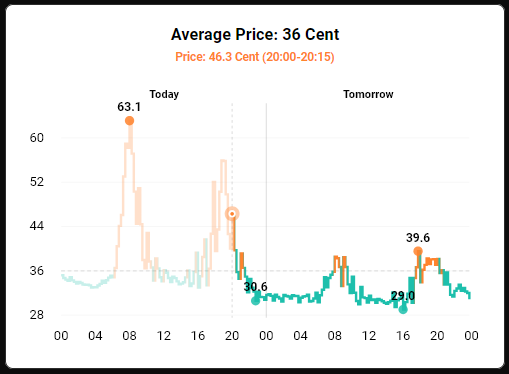 Average Price: 36 Cent
Price: 46.3 Cent (20:00-20:15)
Today Tomorrow
63.1
60
52
44
39.6
36
30.6 29.0
28
00 04 08 12 16 20 00 04 08 12 16 20 00